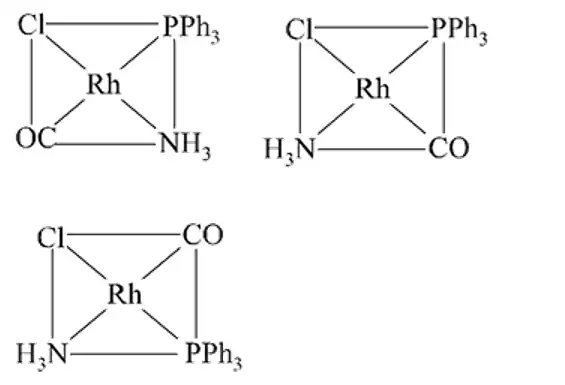 Cl PPh₃ Cl PPh₃
Rh Rh
OC NH₃ H₃N CO
Cl CO
Rh
H₃N PPh₃